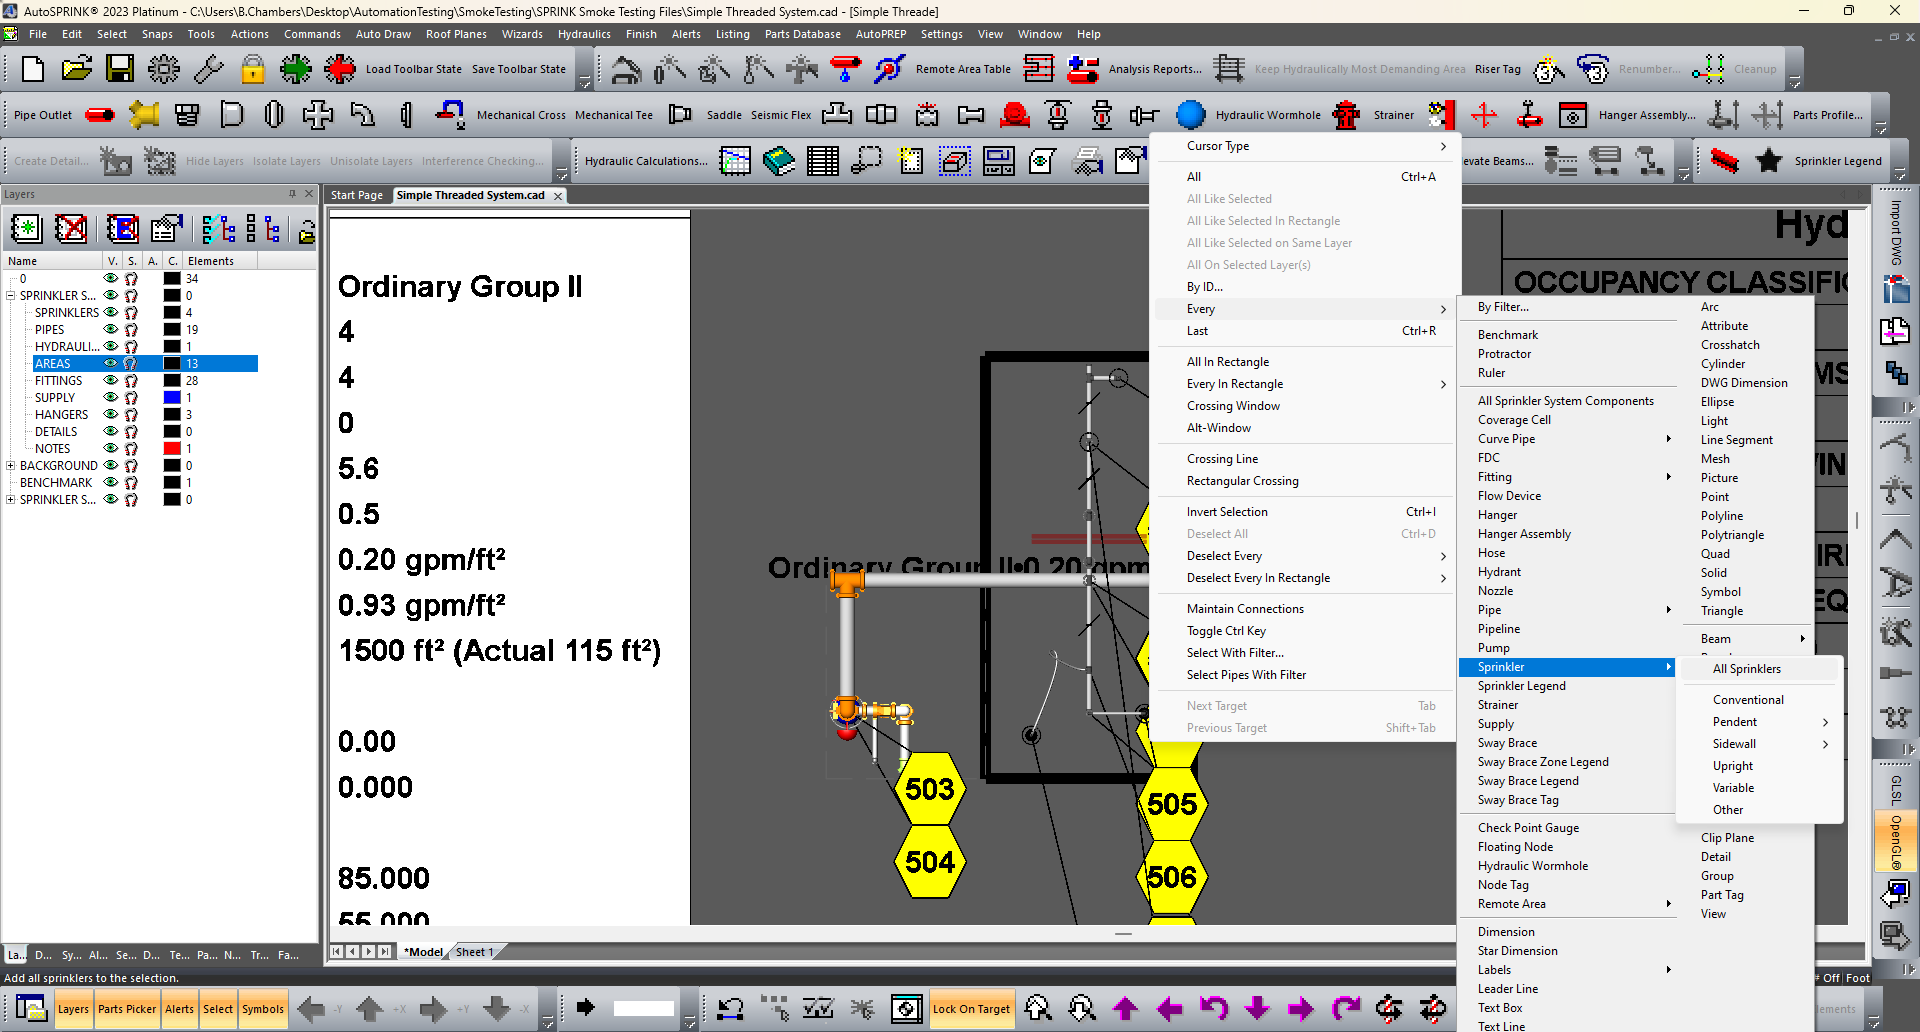 AutoSPRINK® 2023 Platinum - C:\Users\B.Chambers\Desktop\AutomationTesting\SmokeTesting\SPRINK Smoke Testing Files\Simple Threaded System.cad - [Simple Threade]
File Edit Select Snaps Tools Actions Commands Auto Draw Roof Planes Wizards Hydraulics Finish Alerts Listing Parts Database AutoPREP Settings View Window Help
Load Toolbar State Save Toolbar State Remote Area Table Analysis Reports... Keep Hydraulically Most Demanding Area Riser Tag Renumber... Cleanup
Pipe Outlet Mechanical Cross Mechanical Tee Saddle Seismic Flex Hydraulic Wormhole Strainer Hanger Assembly... Parts Profile...
Create Detail... Hide Layers Isolate Layers Unisolate Layers Interference Checking... Hydraulic Calculations... evate Beams... Sprinkler Legend
Layers
Start Page Simple Threaded System.cad
Name V. S. A. C. Elements
0 34
SPRINKLER S... 0
SPRINKLERS 4
PIPES 19
HYDRAULI... 1
AREAS 13
FITTINGS 28
SUPPLY 1
HANGERS 3
DETAILS 0
NOTES 1
BACKGROUND 0
BENCHMARK 1
SPRINKLER S... 0
La... D... Sy... Al... Se... D... Te... Pa... N... Tr... Fa...
Ordinary Group II
4
4
0
5.6
0.5
0.20 gpm/ft²
0.93 gpm/ft²
1500 ft² (Actual 115 ft²)
0.00
0.000
85.000
55.000
Ordinary Group II•0.20 gpm
503
504
505
506
Hyd
OCCUPANCY CLASSIFIC
MS
IN
IRI
EQ
Cursor Type
All Ctrl+A
All Like Selected
All Like Selected In Rectangle
All Like Selected on Same Layer
All On Selected Layer(s)
By ID...
Every
Last Ctrl+R
All In Rectangle
Every In Rectangle
Crossing Window
Alt-Window
Crossing Line
Rectangular Crossing
Invert Selection Ctrl+I
Deselect All Ctrl+D
Deselect Every
Deselect Every In Rectangle
Maintain Connections
Toggle Ctrl Key
Select With Filter...
Select Pipes With Filter
Next Target Tab
Previous Target Shift+Tab
By Filter...
Benchmark
Protractor
Ruler
All Sprinkler System Components
Coverage Cell
Curve Pipe
FDC
Fitting
Flow Device
Hanger
Hanger Assembly
Hose
Hydrant
Nozzle
Pipe
Pipeline
Pump
Sprinkler
Sprinkler Legend
Strainer
Supply
Sway Brace
Sway Brace Zone Legend
Sway Brace Legend
Sway Brace Tag
Check Point Gauge
Floating Node
Hydraulic Wormhole
Node Tag
Remote Area
Dimension
Star Dimension
Labels
Leader Line
Text Box
Text Line
Arc
Attribute
Crosshatch
Cylinder
DWG Dimension
Ellipse
Light
Line Segment
Mesh
Picture
Point
Polyline
Polytriangle
Quad
Solid
Symbol
Triangle
Beam
All Sprinklers
Conventional
Pendent
Sidewall
Upright
Variable
Other
Clip Plane
Detail
Group
Part Tag
View
Import DWG
GLSL
OpenGL®
*Model Sheet 1
Add all sprinklers to the selection.
Off Foot
Layers Parts Picker Alerts Select Symbols -Y +X +Y -X Lock On Target